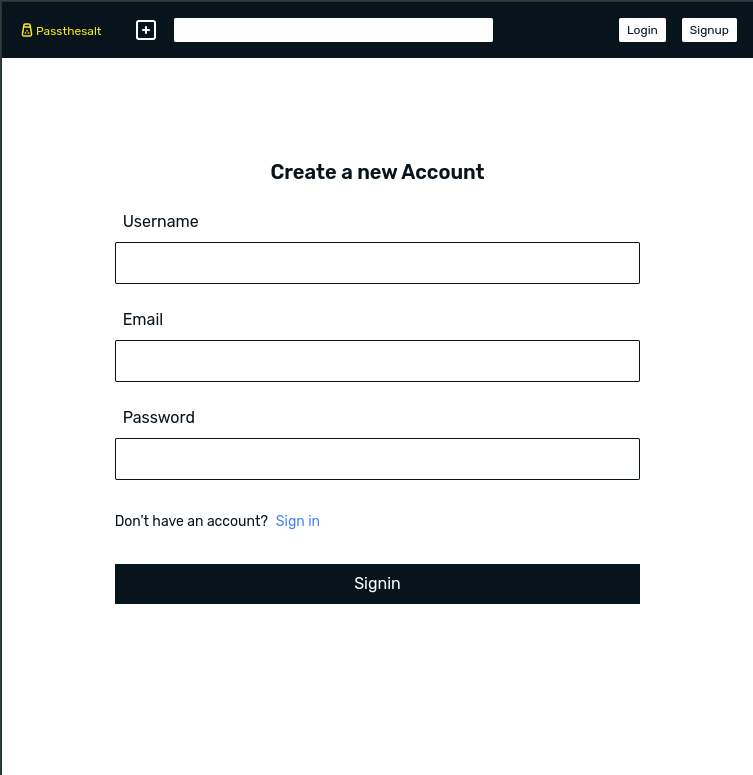 Passthesalt
Login
Signup
Create a new Account
Username
Email
Password
Don't have an account? Sign in
Signin